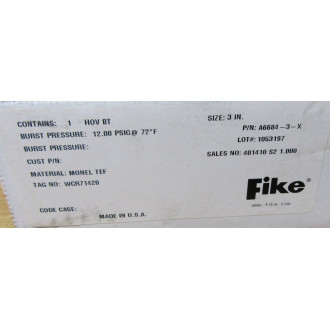 CONTAINS: 1 HOV BT
SIZE: 3 IN.
P/N: A6684-3-X
BURST PRESSURE: 12.00 PSIG@ 72°F
LOT#: 1053197
BURST PRESSURE:
SALES NO: 401410 S2 1.000
CUST P/N:
MATERIAL: MONEL TEF
TAG NO: WCR71420
Fike®
CODE CASE:
MADE IN U.S.A.